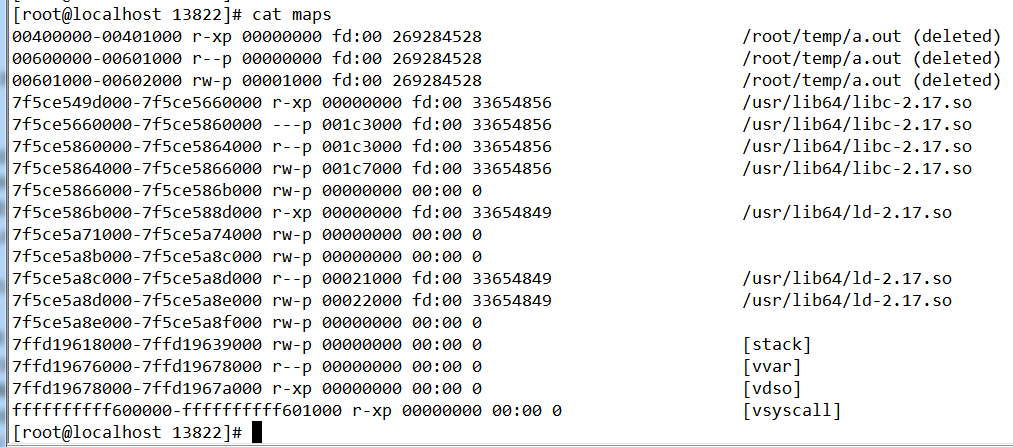 [root@localhost 13822]# cat maps
00400000-00401000 r-xp 00000000 fd:00 269284528 /root/temp/a.out (deleted)
00600000-00601000 r--p 00000000 fd:00 269284528 /root/temp/a.out (deleted)
00601000-00602000 rw-p 00001000 fd:00 269284528 /root/temp/a.out (deleted)
7f5ce549d000-7f5ce5660000 r-xp 00000000 fd:00 33654856 /usr/lib64/libc-2.17.so
7f5ce5660000-7f5ce5860000 ---p 001c3000 fd:00 33654856 /usr/lib64/libc-2.17.so
7f5ce5860000-7f5ce5864000 r--p 001c3000 fd:00 33654856 /usr/lib64/libc-2.17.so
7f5ce5864000-7f5ce5866000 rw-p 001c7000 fd:00 33654856 /usr/lib64/libc-2.17.so
7f5ce5866000-7f5ce586b000 rw-p 00000000 00:00 0
7f5ce586b000-7f5ce588d000 r-xp 00000000 fd:00 33654849 /usr/lib64/ld-2.17.so
7f5ce5a71000-7f5ce5a74000 rw-p 00000000 00:00 0
7f5ce5a8b000-7f5ce5a8c000 rw-p 00000000 00:00 0
7f5ce5a8c000-7f5ce5a8d000 r--p 00021000 fd:00 33654849 /usr/lib64/ld-2.17.so
7f5ce5a8d000-7f5ce5a8e000 rw-p 00022000 fd:00 33654849 /usr/lib64/ld-2.17.so
7f5ce5a8e000-7f5ce5a8f000 rw-p 00000000 00:00 0
7ffd19618000-7ffd19639000 rw-p 00000000 00:00 0 [stack]
7ffd19676000-7ffd19678000 r--p 00000000 00:00 0 [vvar]
7ffd19678000-7ffd1967a000 r-xp 00000000 00:00 0 [vdso]
ffffffffff600000-ffffffffff601000 r-xp 00000000 00:00 0 [vsyscall]
[root@localhost 13822]#